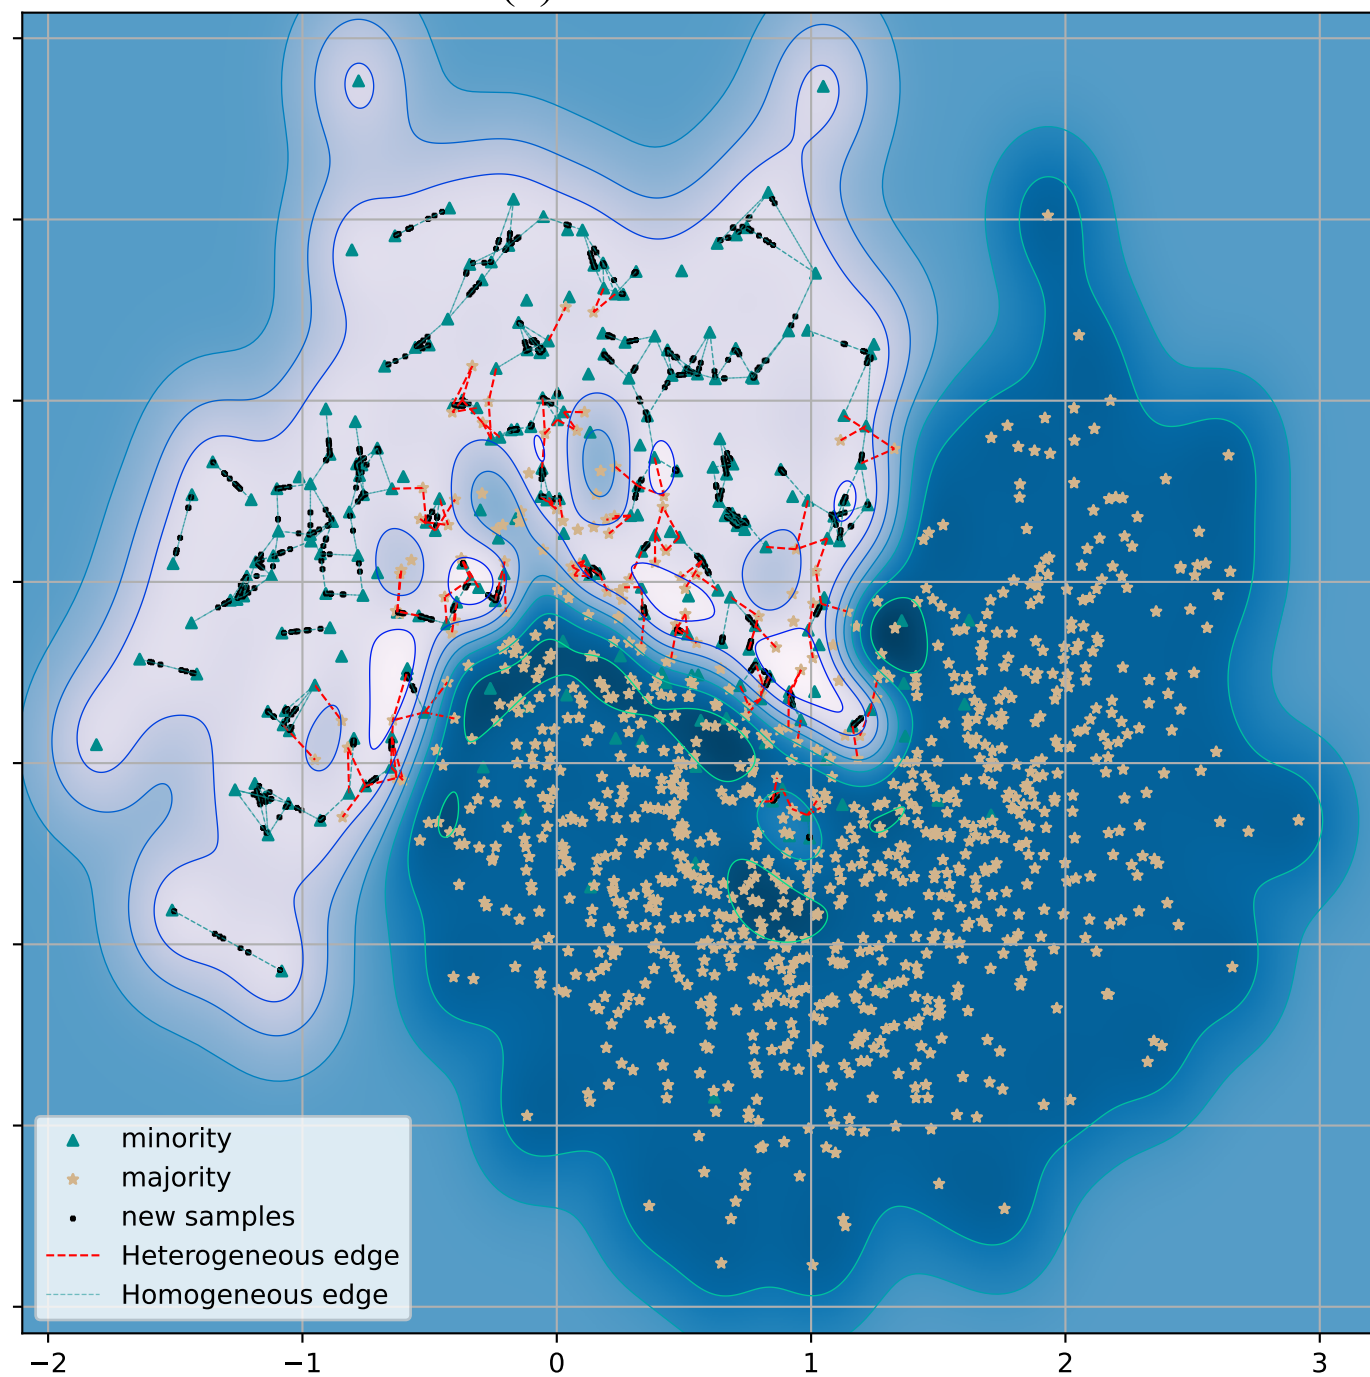 minority
majority
new samples
Heterogeneous edge
Homogeneous edge
−2 −1 0 1 2 3